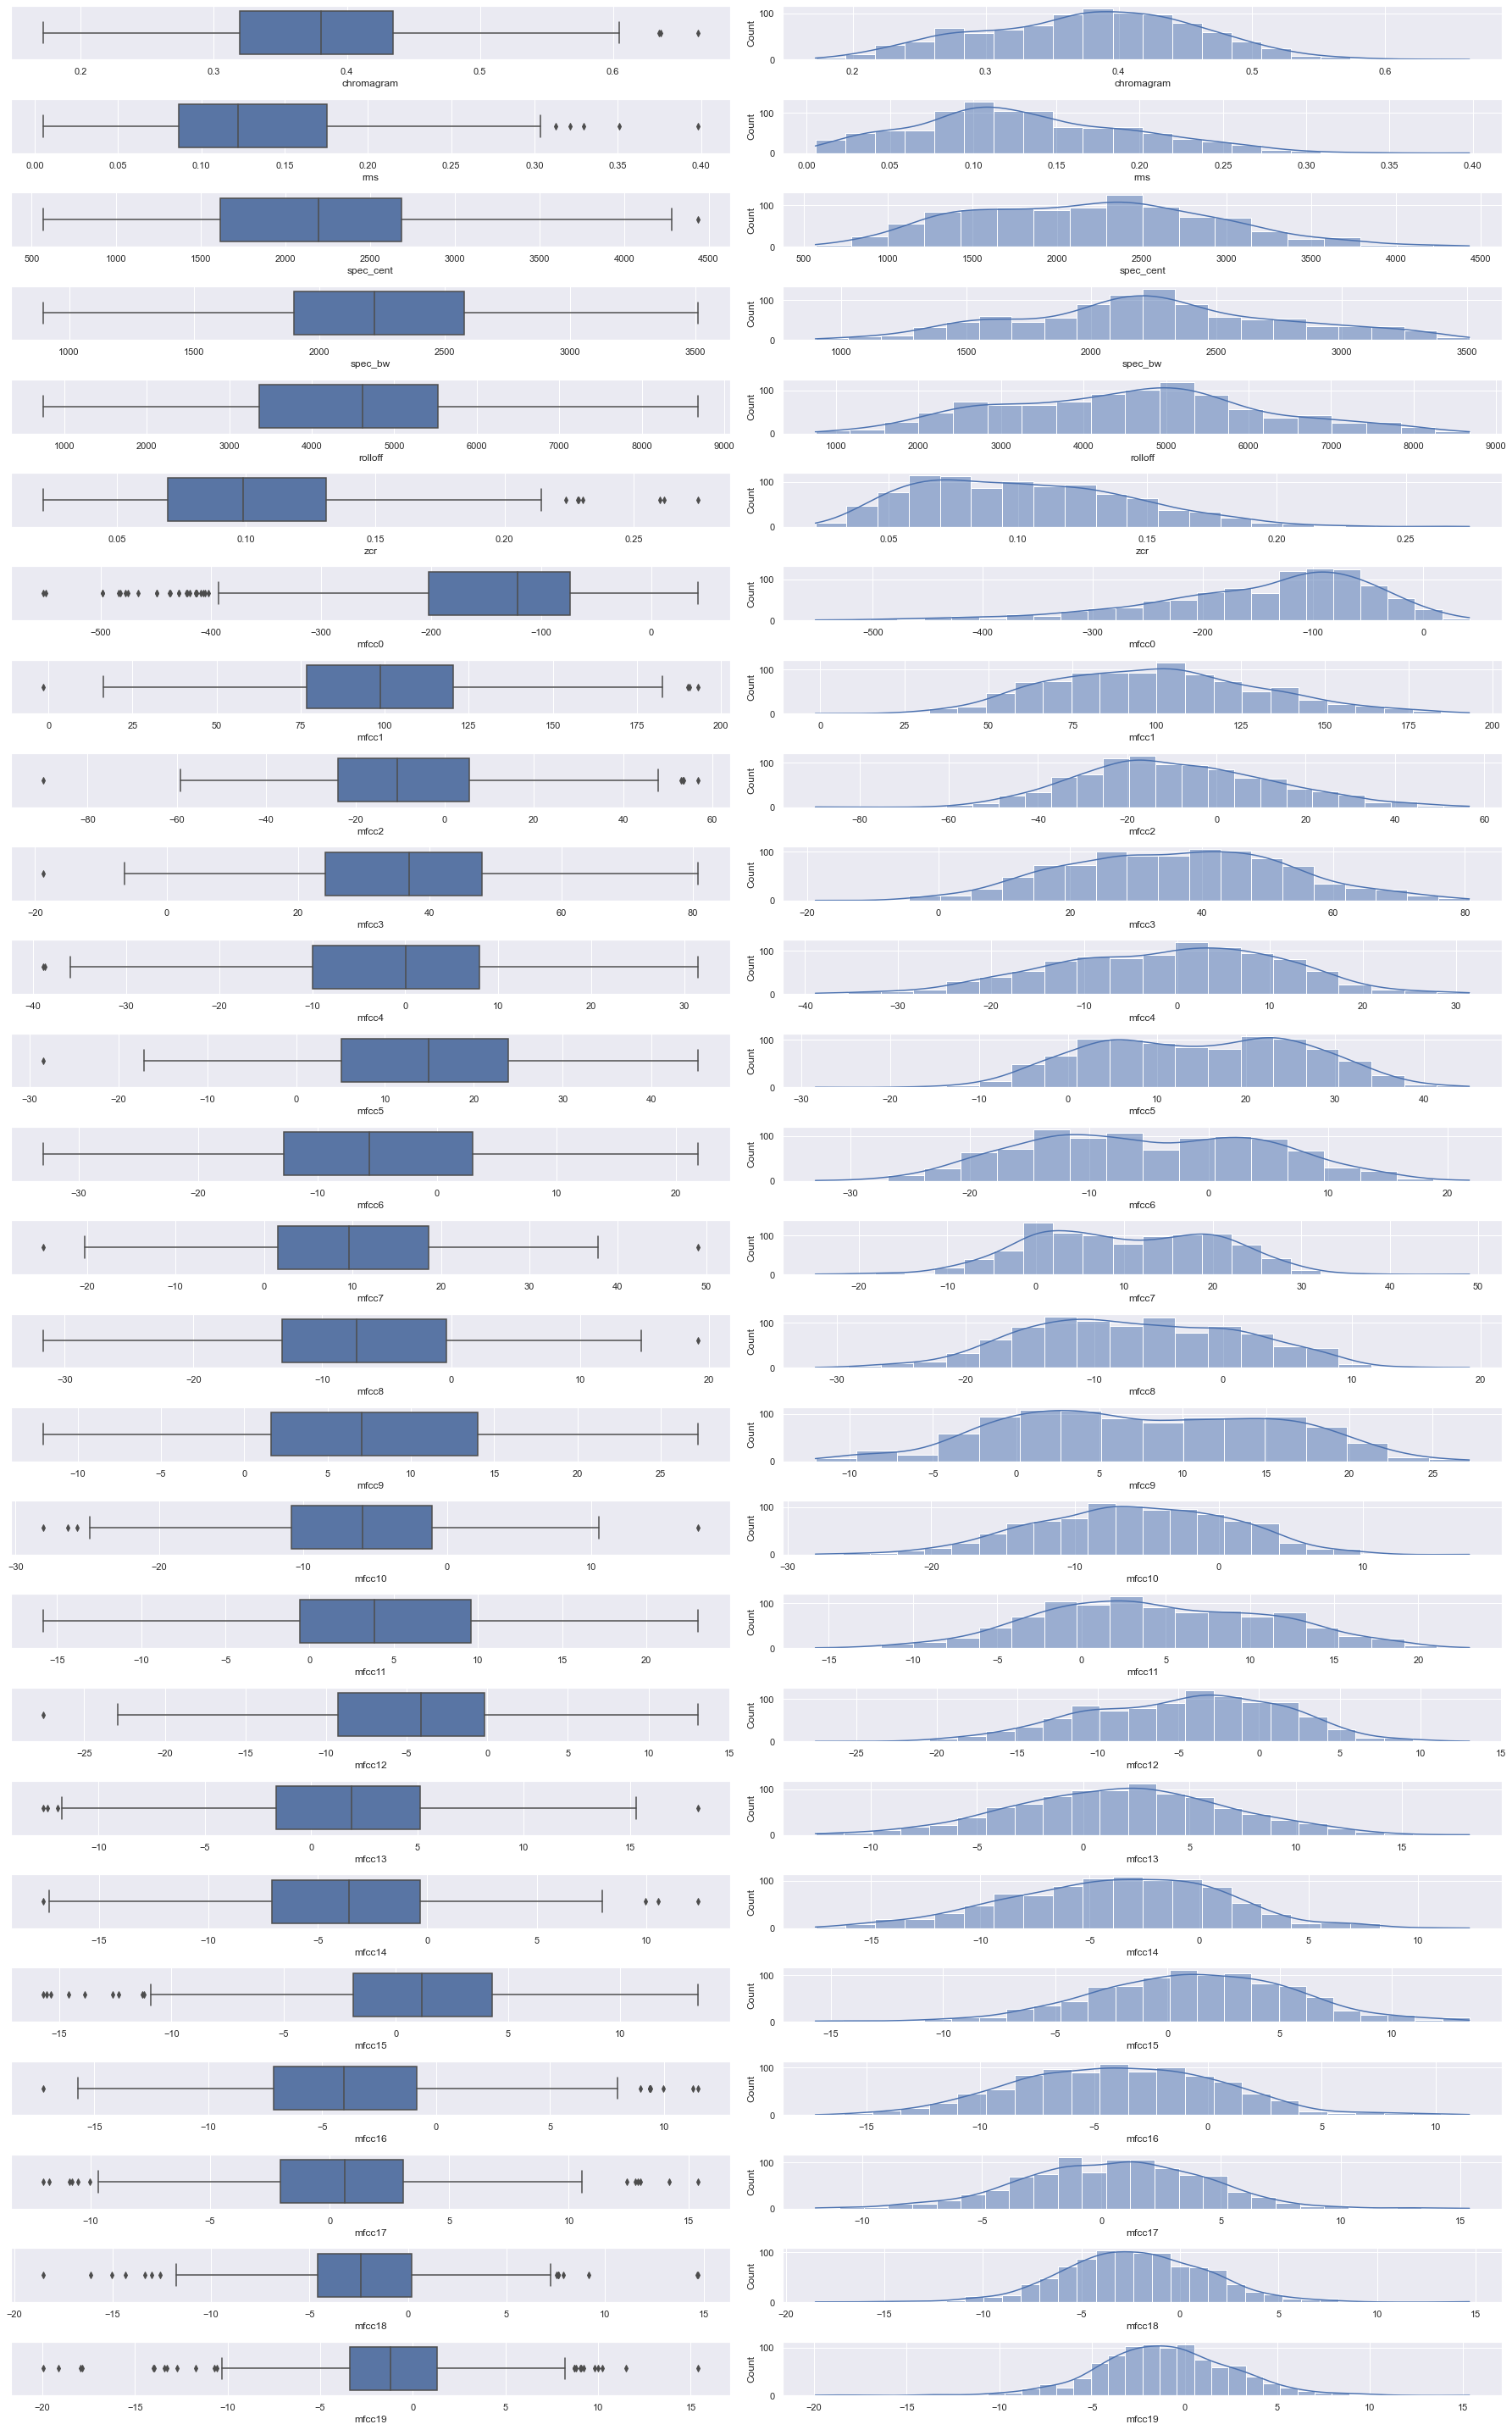 Count
100
0
0.2 0.3 0.4 0.5 0.6 0.2 0.3 0.4 0.5 0.6
chromagram chromagram
Count
100
0
0.00 0.05 0.10 0.15 0.20 0.25 0.30 0.35 0.40 0.00 0.05 0.10 0.15 0.20 0.25 0.30 0.35 0.40
rms rms
Count
100
0
500 1000 1500 2000 2500 3000 3500 4000 4500 500 1000 1500 2000 2500 3000 3500 4000 4500
spec_cent spec_cent
Count
100
0
1000 1500 2000 2500 3000 3500 1000 1500 2000 2500 3000 3500
spec_bw spec_bw
Count
100
0
1000 2000 3000 4000 5000 6000 7000 8000 9000 1000 2000 3000 4000 5000 6000 7000 8000 9000
rolloff rolloff
Count
100
0
0.05 0.10 0.15 0.20 0.25 0.05 0.10 0.15 0.20 0.25
zcr zcr
Count
100
0
−500 −400 −300 −200 −100 0 −500 −400 −300 −200 −100 0
mfcc0 mfcc0
Count
100
0
0 25 50 75 100 125 150 175 200 0 25 50 75 100 125 150 175 200
mfcc1 mfcc1
Count
100
0
−80 −60 −40 −20 0 20 40 60 −80 −60 −40 −20 0 20 40 60
mfcc2 mfcc2
Count
100
0
−20 0 20 40 60 80 −20 0 20 40 60 80
mfcc3 mfcc3
Count
100
0
−40 −30 −20 −10 0 10 20 30 −40 −30 −20 −10 0 10 20 30
mfcc4 mfcc4
Count
100
0
−30 −20 −10 0 10 20 30 40 −30 −20 −10 0 10 20 30 40
mfcc5 mfcc5
Count
100
0
−30 −20 −10 0 10 20 −30 −20 −10 0 10 20
mfcc6 mfcc6
Count
100
0
−20 −10 0 10 20 30 40 50 −20 −10 0 10 20 30 40 50
mfcc7 mfcc7
Count
100
0
−30 −20 −10 0 10 20 −30 −20 −10 0 10 20
mfcc8 mfcc8
Count
100
0
−10 −5 0 5 10 15 20 25 −10 −5 0 5 10 15 20 25
mfcc9 mfcc9
Count
100
0
−30 −20 −10 0 10 −30 −20 −10 0 10
mfcc10 mfcc10
Count
100
0
−15 −10 −5 0 5 10 15 20 −15 −10 −5 0 5 10 15 20
mfcc11 mfcc11
Count
100
0
−25 −20 −15 −10 −5 0 5 10 15 −25 −20 −15 −10 −5 0 5 10 15
mfcc12 mfcc12
Count
100
0
−10 −5 0 5 10 15 −10 −5 0 5 10 15
mfcc13 mfcc13
Count
100
0
−15 −10 −5 0 5 10 −15 −10 −5 0 5 10
mfcc14 mfcc14
Count
100
0
−15 −10 −5 0 5 10 −15 −10 −5 0 5 10
mfcc15 mfcc15
Count
100
0
−15 −10 −5 0 5 10 −15 −10 −5 0 5 10
mfcc16 mfcc16
Count
100
0
−10 −5 0 5 10 15 −10 −5 0 5 10 15
mfcc17 mfcc17
Count
100
0
−20 −15 −10 −5 0 5 10 15 −20 −15 −10 −5 0 5 10 15
mfcc18 mfcc18
Count
100
0
−20 −15 −10 −5 0 5 10 15 −20 −15 −10 −5 0 5 10 15
mfcc19 mfcc19